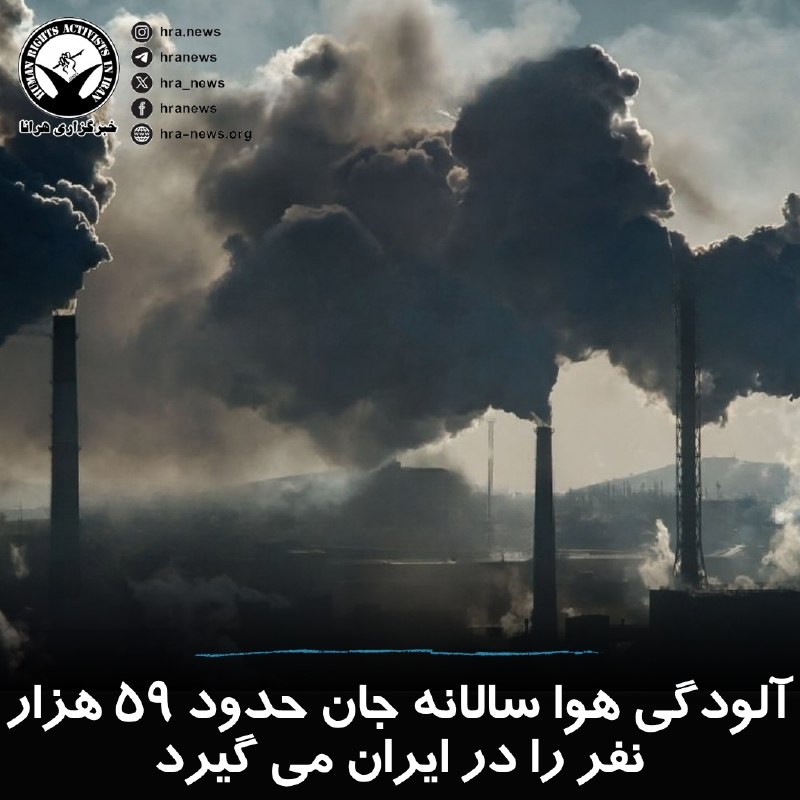 HUMAN RIGHTS ACTIVISTS IN IRAN
خبرگزاری هرانا
hra.news
hranews
hra_news
hranews
hra-news.org
آلودگی هوا سالانه جان حدود ۵۹ هزار
نفر را در ایران می گیرد